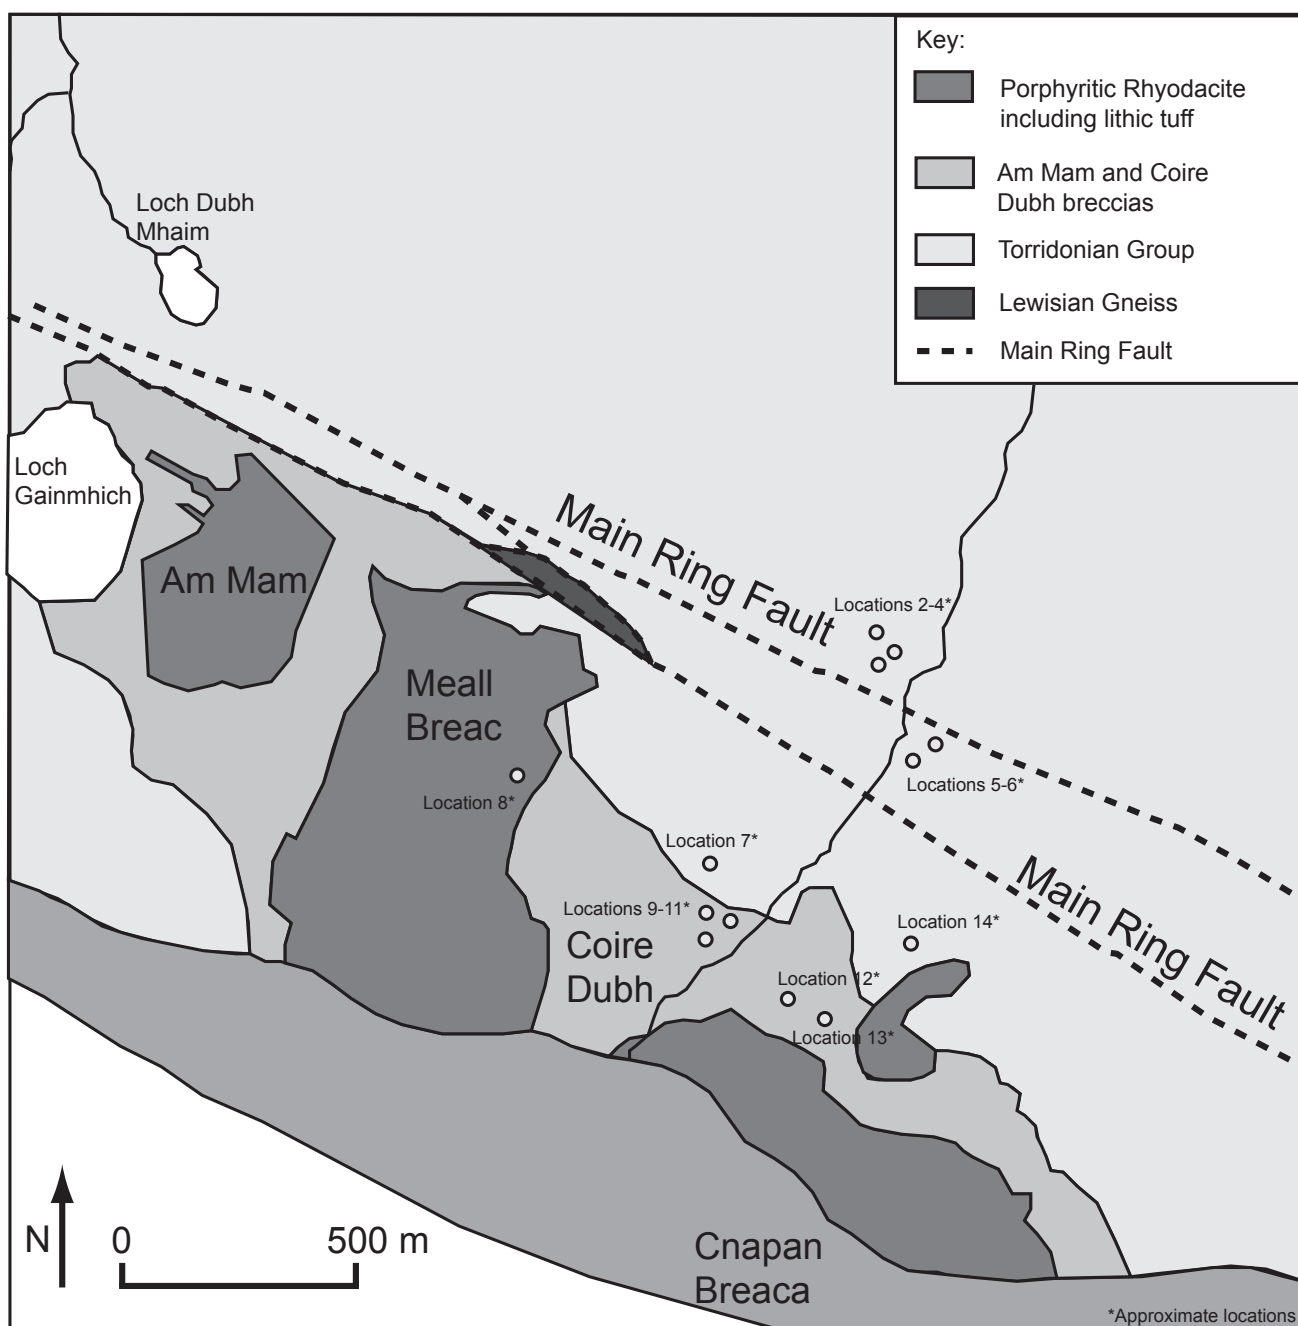 Key:
Porphyritic Rhyodacite
including lithic tuff
Am Mam and Coire
Dubh breccias
Torridonian Group
Lewisian Gneiss
Main Ring Fault
Loch Dubh
Mhaim
Loch
Gainmhich
Am Mam
Main Ring Fault
Locations 2-4*
Meall
Breac
Location 8*
Locations 5-6*
Location 7*
Main Ring Fault
Locations 9-11*
Coire
Dubh
Location 14*
Location 12*
Location 13*
N
0
500 m
Cnapan
Breaca
*Approximate locations